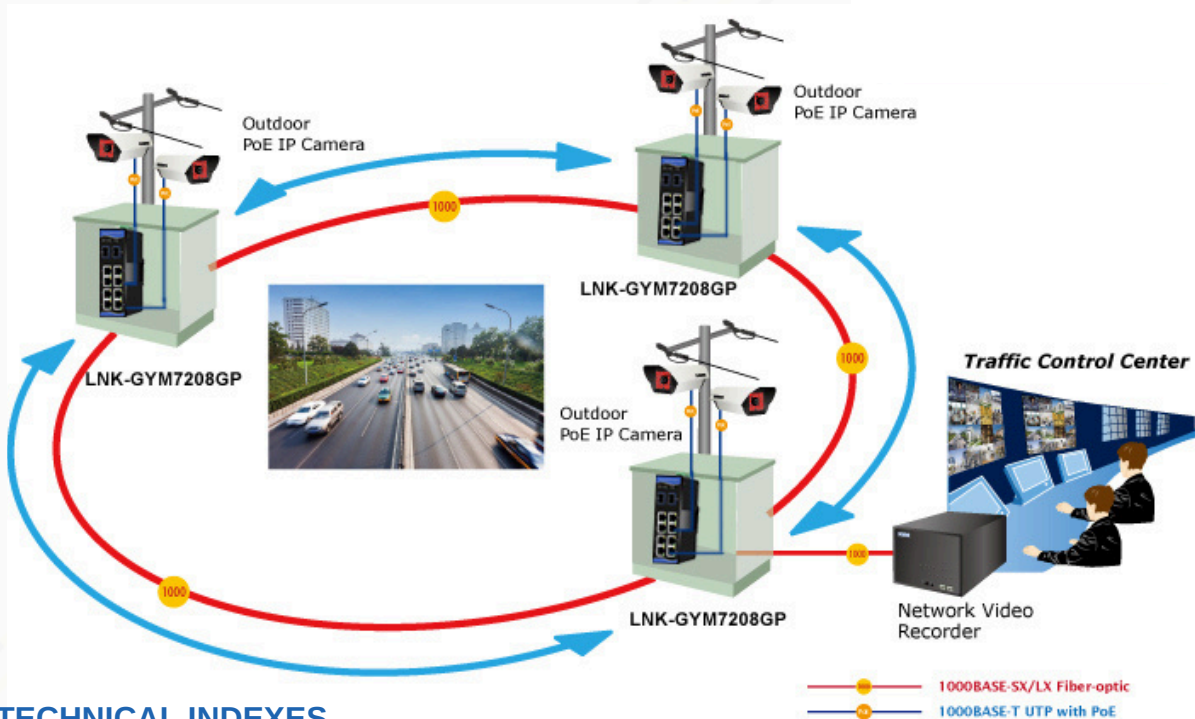 Outdoor
PoE IP Camera
Outdoor
PoE IP Camera
1000
LNK-GYM7208GP
LNK-GYM7208GP
1000
Traffic Control Center
Outdoor
PoE IP Camera
1000
1000
LNK-GYM7208GP
Network Video
Recorder
1000BASE-SX/LX Fiber-optic
1000BASE-T UTP with PoE
TECHNICAL INDEXES